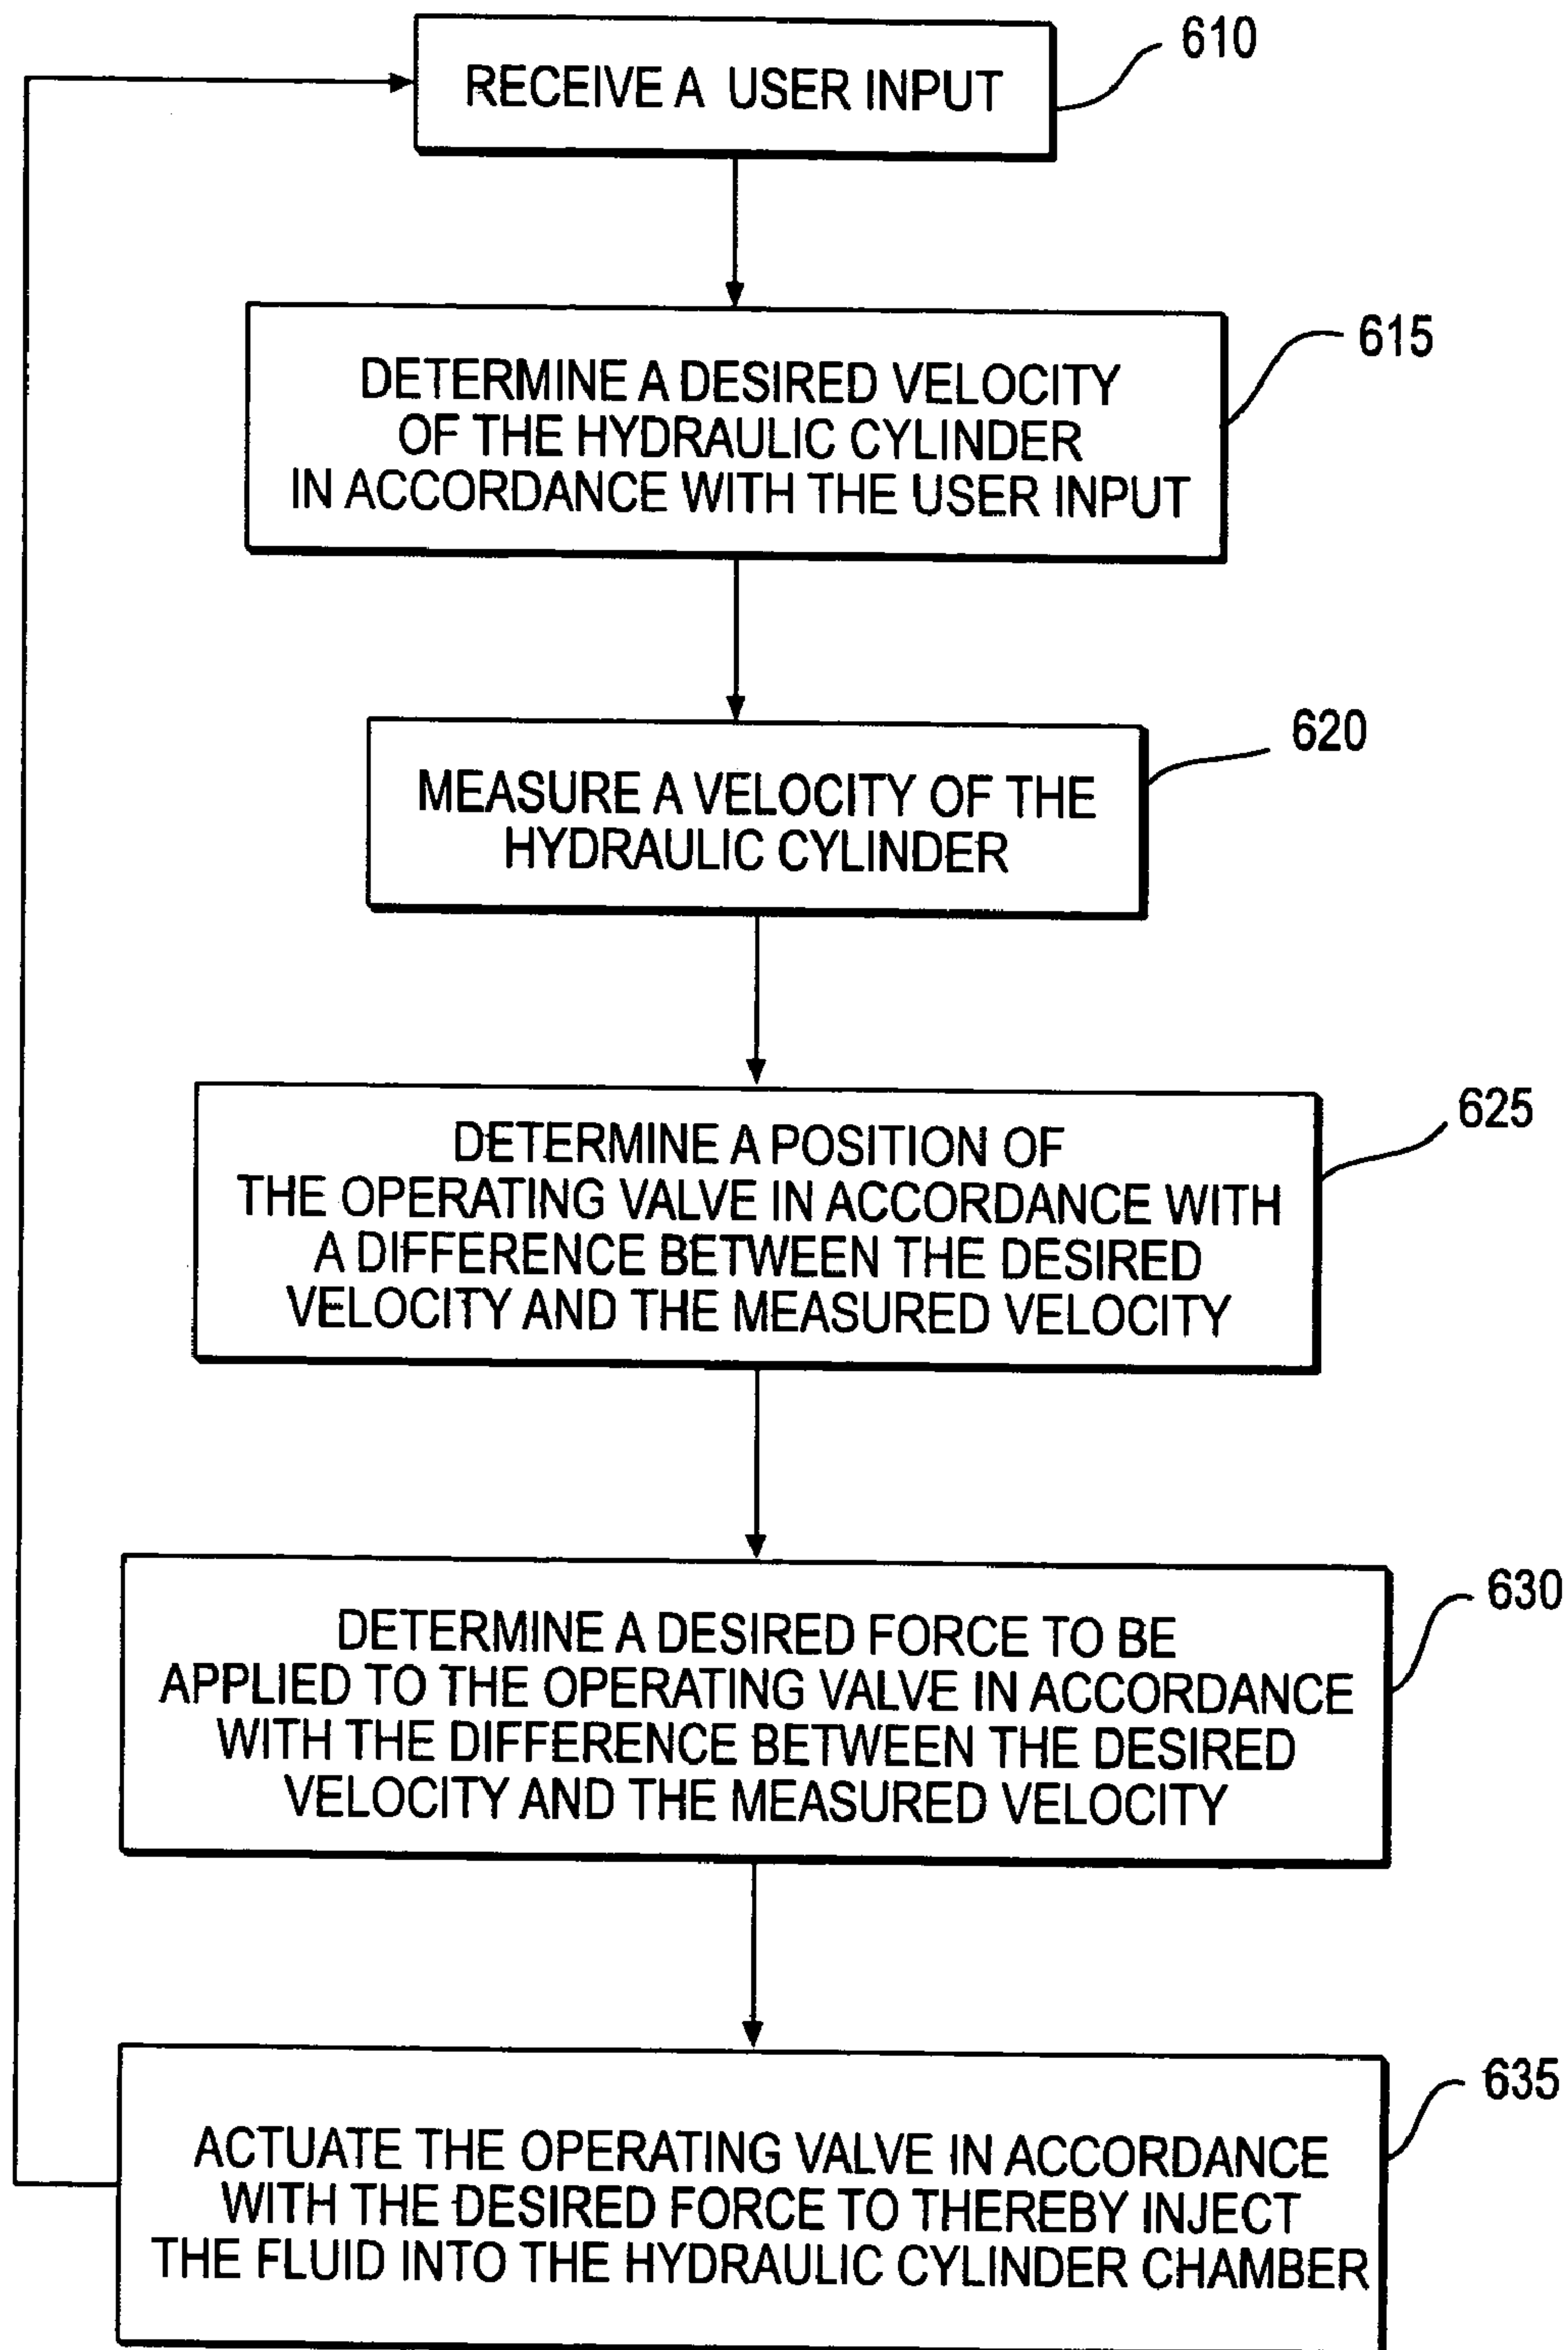 RECEIVE A USER INPUT
610
DETERMINE A DESIRED VELOCITY
OF THE HYDRAULIC CYLINDER
IN ACCORDANCE WITH THE USER INPUT
615
MEASURE A VELOCITY OF THE
HYDRAULIC CYLINDER
620
DETERMINE A POSITION OF
THE OPERATING VALVE IN ACCORDANCE WITH
A DIFFERENCE BETWEEN THE DESIRED
VELOCITY AND THE MEASURED VELOCITY
625
DETERMINE A DESIRED FORCE TO BE
APPLIED TO THE OPERATING VALVE IN ACCORDANCE
WITH THE DIFFERENCE BETWEEN THE DESIRED
VELOCITY AND THE MEASURED VELOCITY
630
ACTUATE THE OPERATING VALVE IN ACCORDANCE
WITH THE DESIRED FORCE TO THEREBY INJECT
THE FLUID INTO THE HYDRAULIC CYLINDER CHAMBER
635